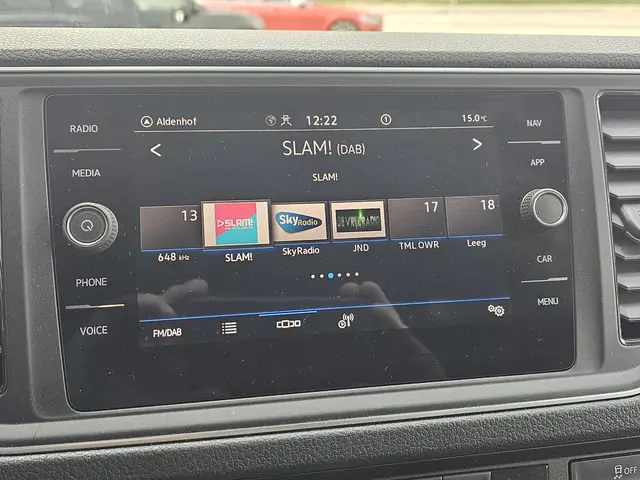 RADIO
MEDIA
PHONE
VOICE
Aldenhof
12:22
1
15.0°C
SLAM! (DAB)
SLAM!
13
SLAM!
Sky Radio
17
18
648 kHz
SLAM!
SkyRadio
JND
TML OWR
Leeg
FM/DAB
NAV
APP
CAR
MENU
OFF